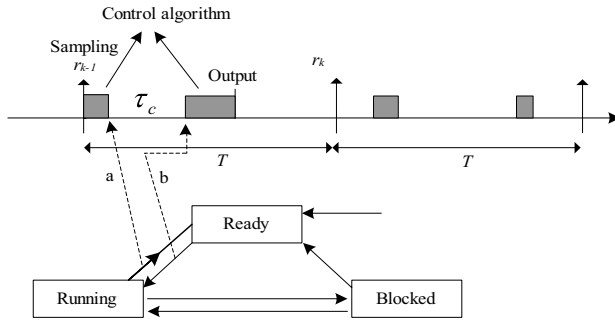 Control algorithm
Sampling
r_{k-1}
r_k
Output
τ_c
T
T
a
b
Ready
Running
Blocked